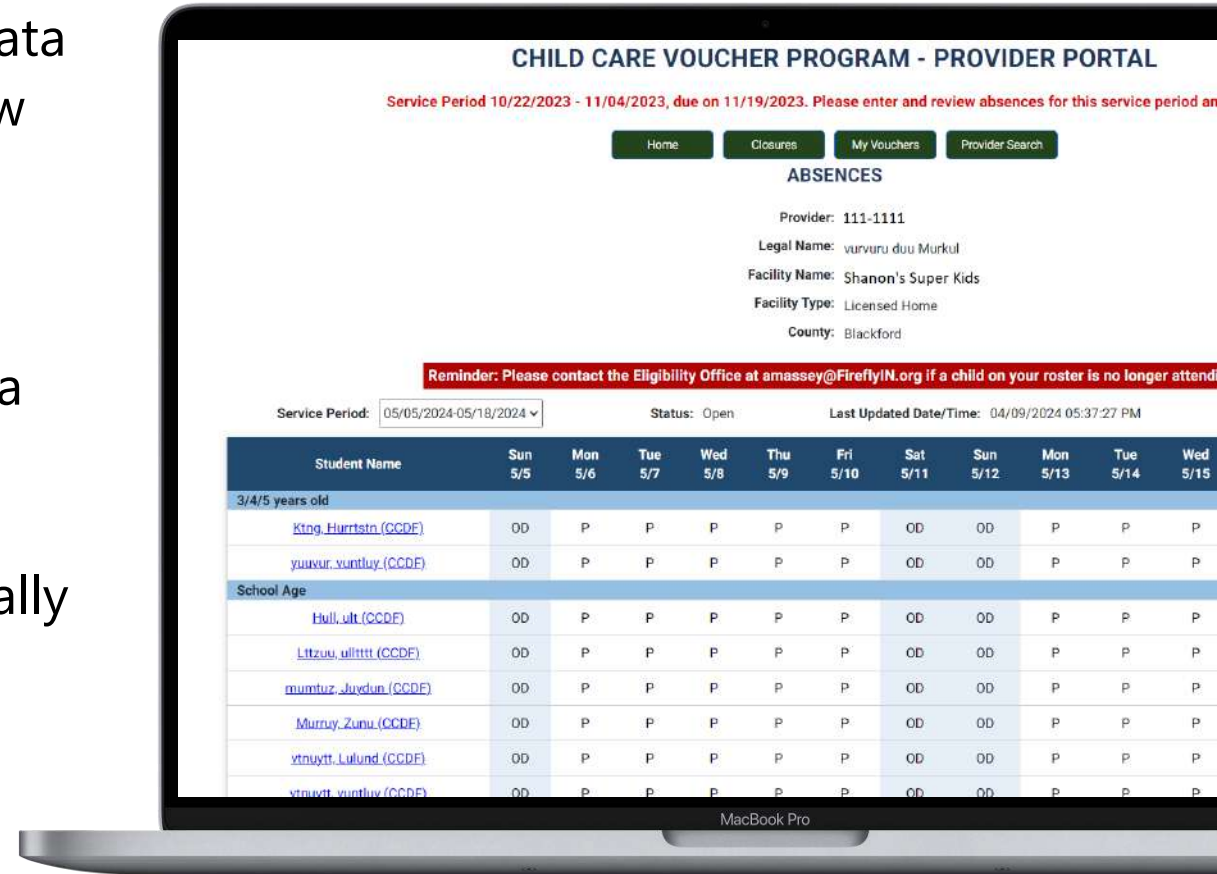 ata
w
a
ally
CHILD CARE VOUCHER PROGRAM - PROVIDER PORTAL
Service Period 10/22/2023 - 11/04/2023, due on 11/19/2023. Please enter and review absences for this service period an
Home Closures My Vouchers Provider Search
ABSENCES
Provider: 111-1111
Legal Name: vurvuru duu Murkul
Facility Name: Shanon's Super Kids
Facility Type: Licensed Home
County: Blackford
Reminder: Please contact the Eligibility Office at amassey@FireflyIN.org if a child on your roster is no longer attendi
Service Period: 05/05/2024-05/18/2024 Status: Open Last Updated Date/Time: 04/09/2024 05:37:27 PM
Student Name Sun 5/5 Mon 5/6 Tue 5/7 Wed 5/8 Thu 5/9 Fri 5/10 Sat 5/11 Sun 5/12 Mon 5/13 Tue 5/14 Wed 5/15
3/4/5 years old
Ktng, Hurrtstn (CCDF) OD P P P P P OD OD P P P
yuuvur, vuntluy (CCDF) OD P P P P P OD OD P P P
School Age
Hull, ult (CCDF) OD P P P P P OD OD P P P
Lttzuu, ullttt (CCDF) OD P P P P P OD OD P P P
mumtuz, Juydun (CCDF) OD P P P P P OD OD P P P
Murruy, Zunu (CCDF) OD P P P P P OD OD P P P
vtnuytt, Lulund (CCDF) OD P P P P P OD OD P P P
vtnuytt, vuntluy (CCDF) OD P P P P P OD OD P P P
MacBook Pro